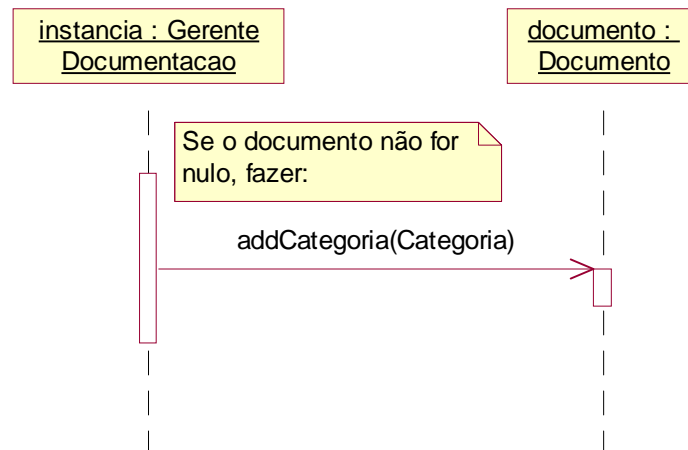 instancia : Gerente
Documentacao
documento :
Documento
Se o documento não for
nulo, fazer:
addCategoria(Categoria)